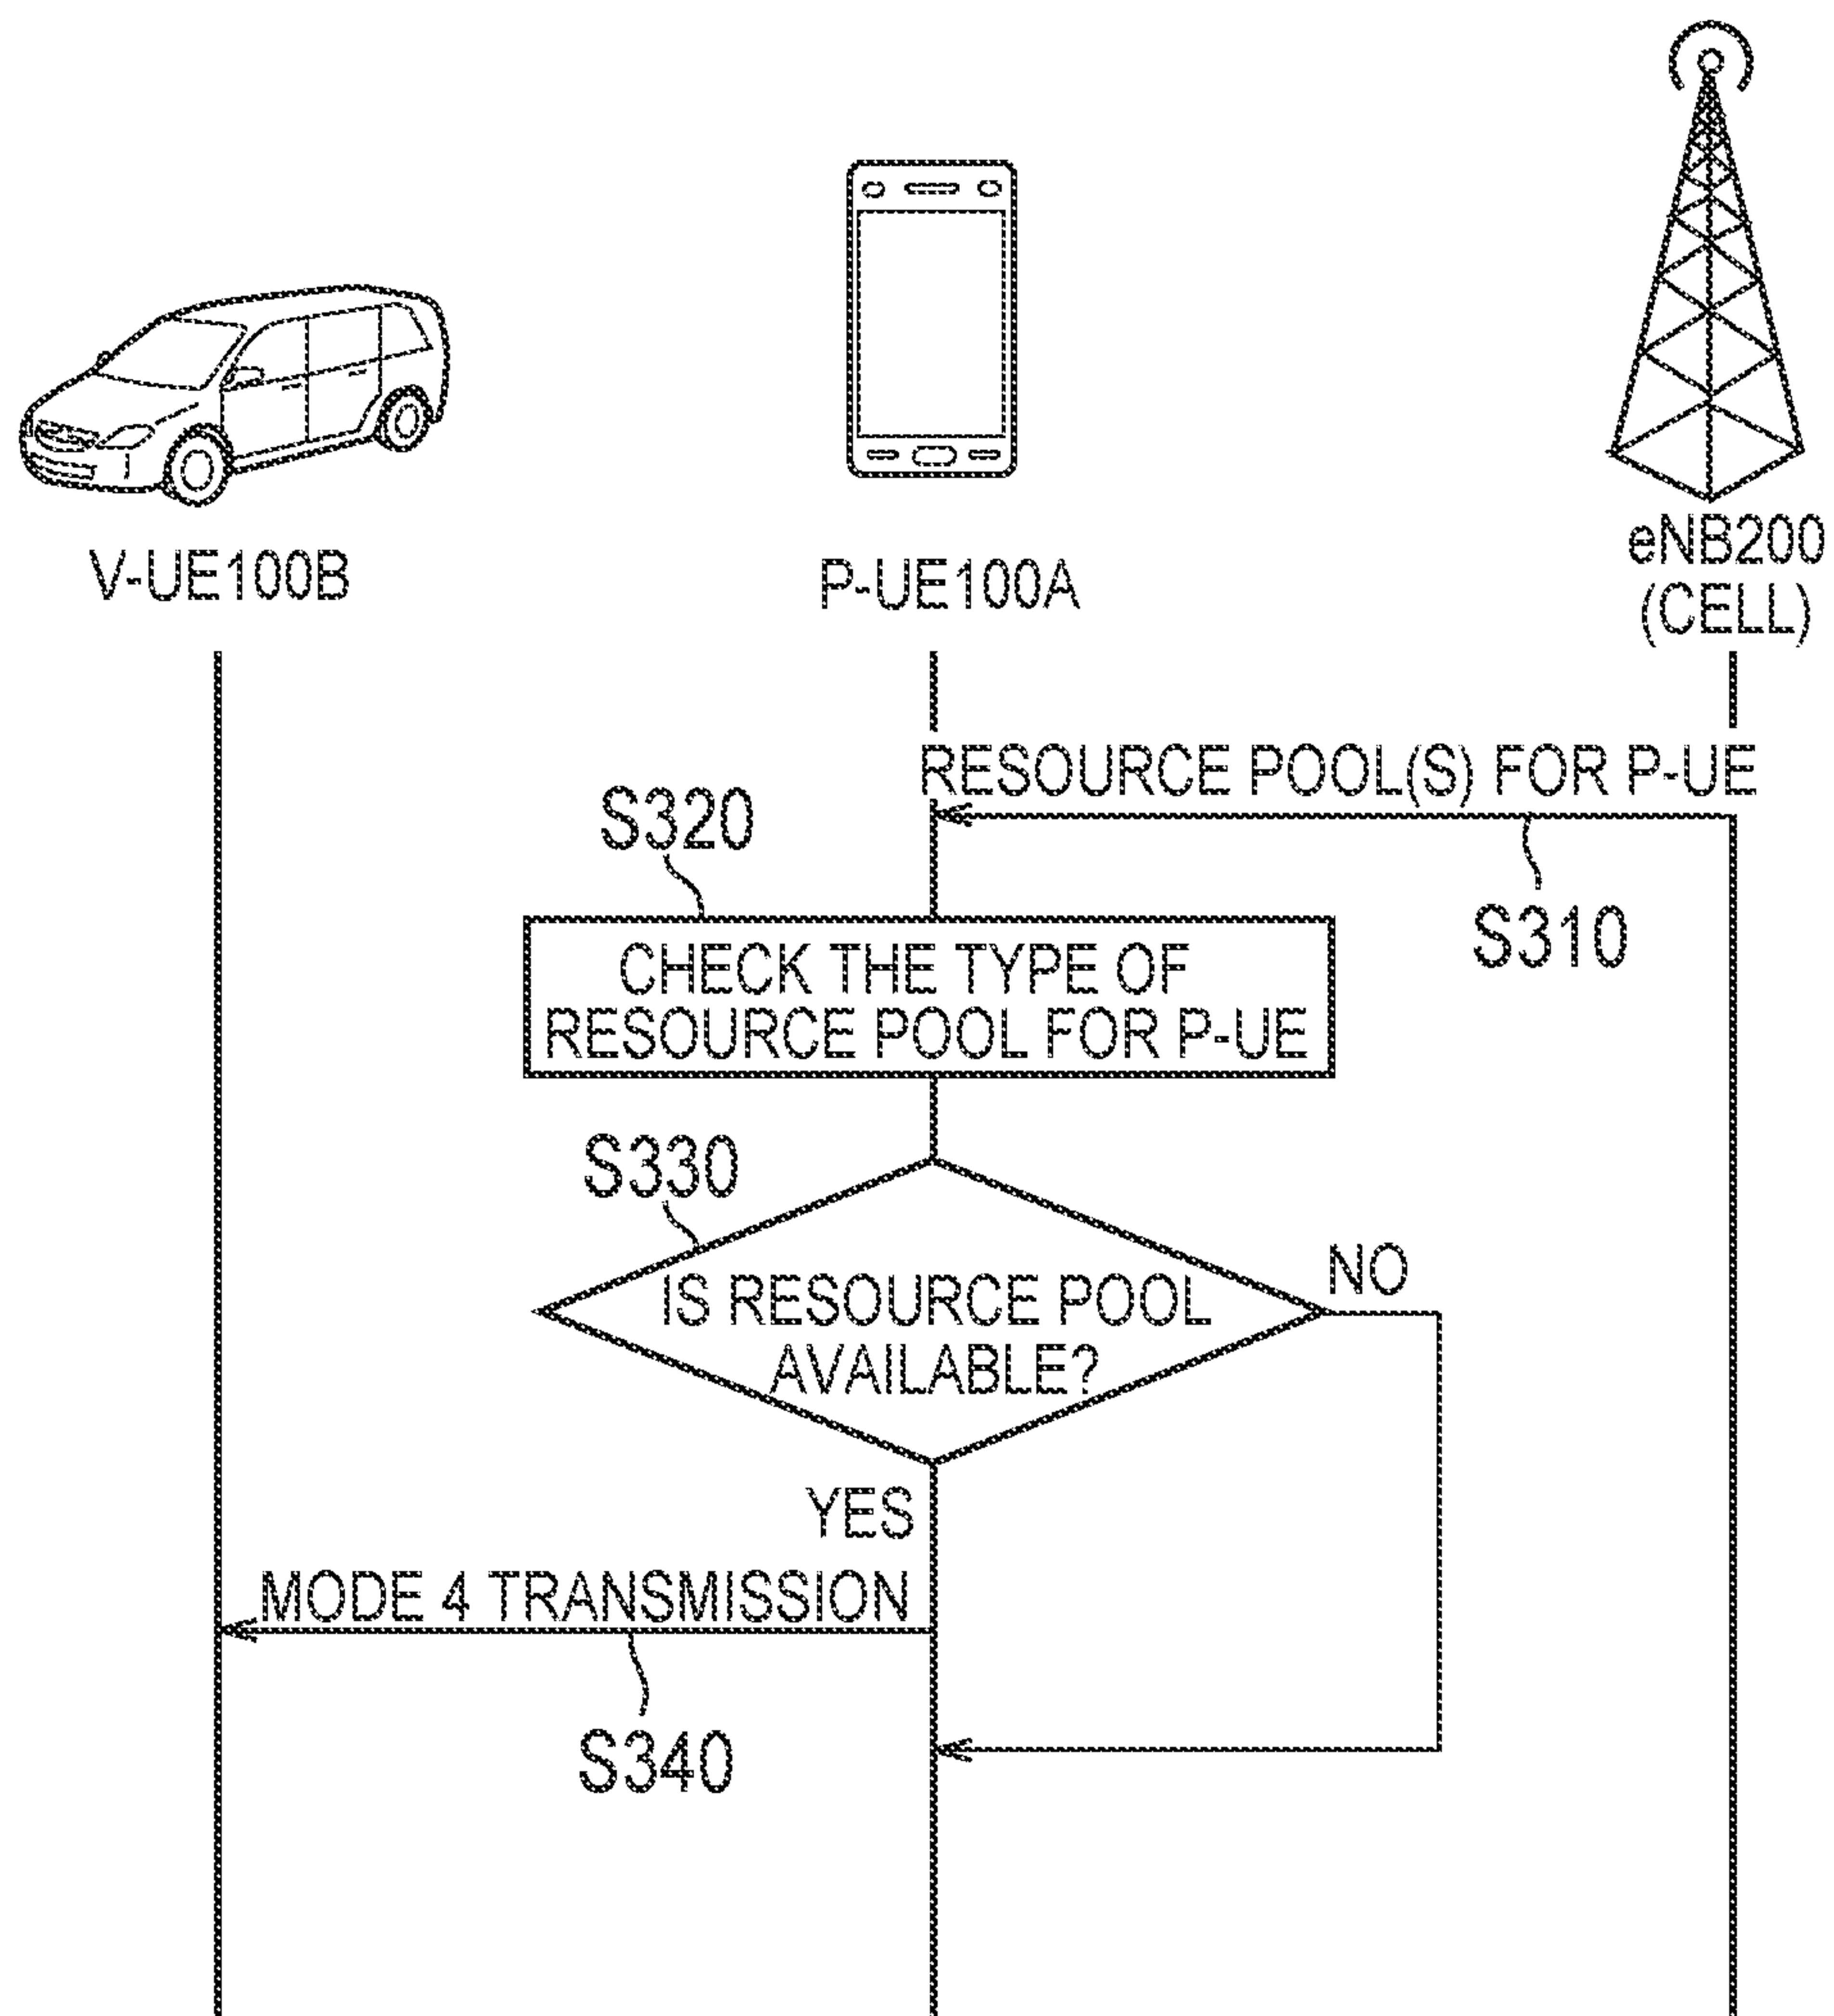 V-UE100B
P-UE100A
eNB200
(CELL)
RESOURCE POOL(S) FOR P-UE
S320
S310
CHECK THE TYPE OF
RESOURCE POOL FOR P-UE
S330
NO
IS RESOURCE POOL
AVAILABLE?
YES
MODE 4 TRANSMISSION
S340